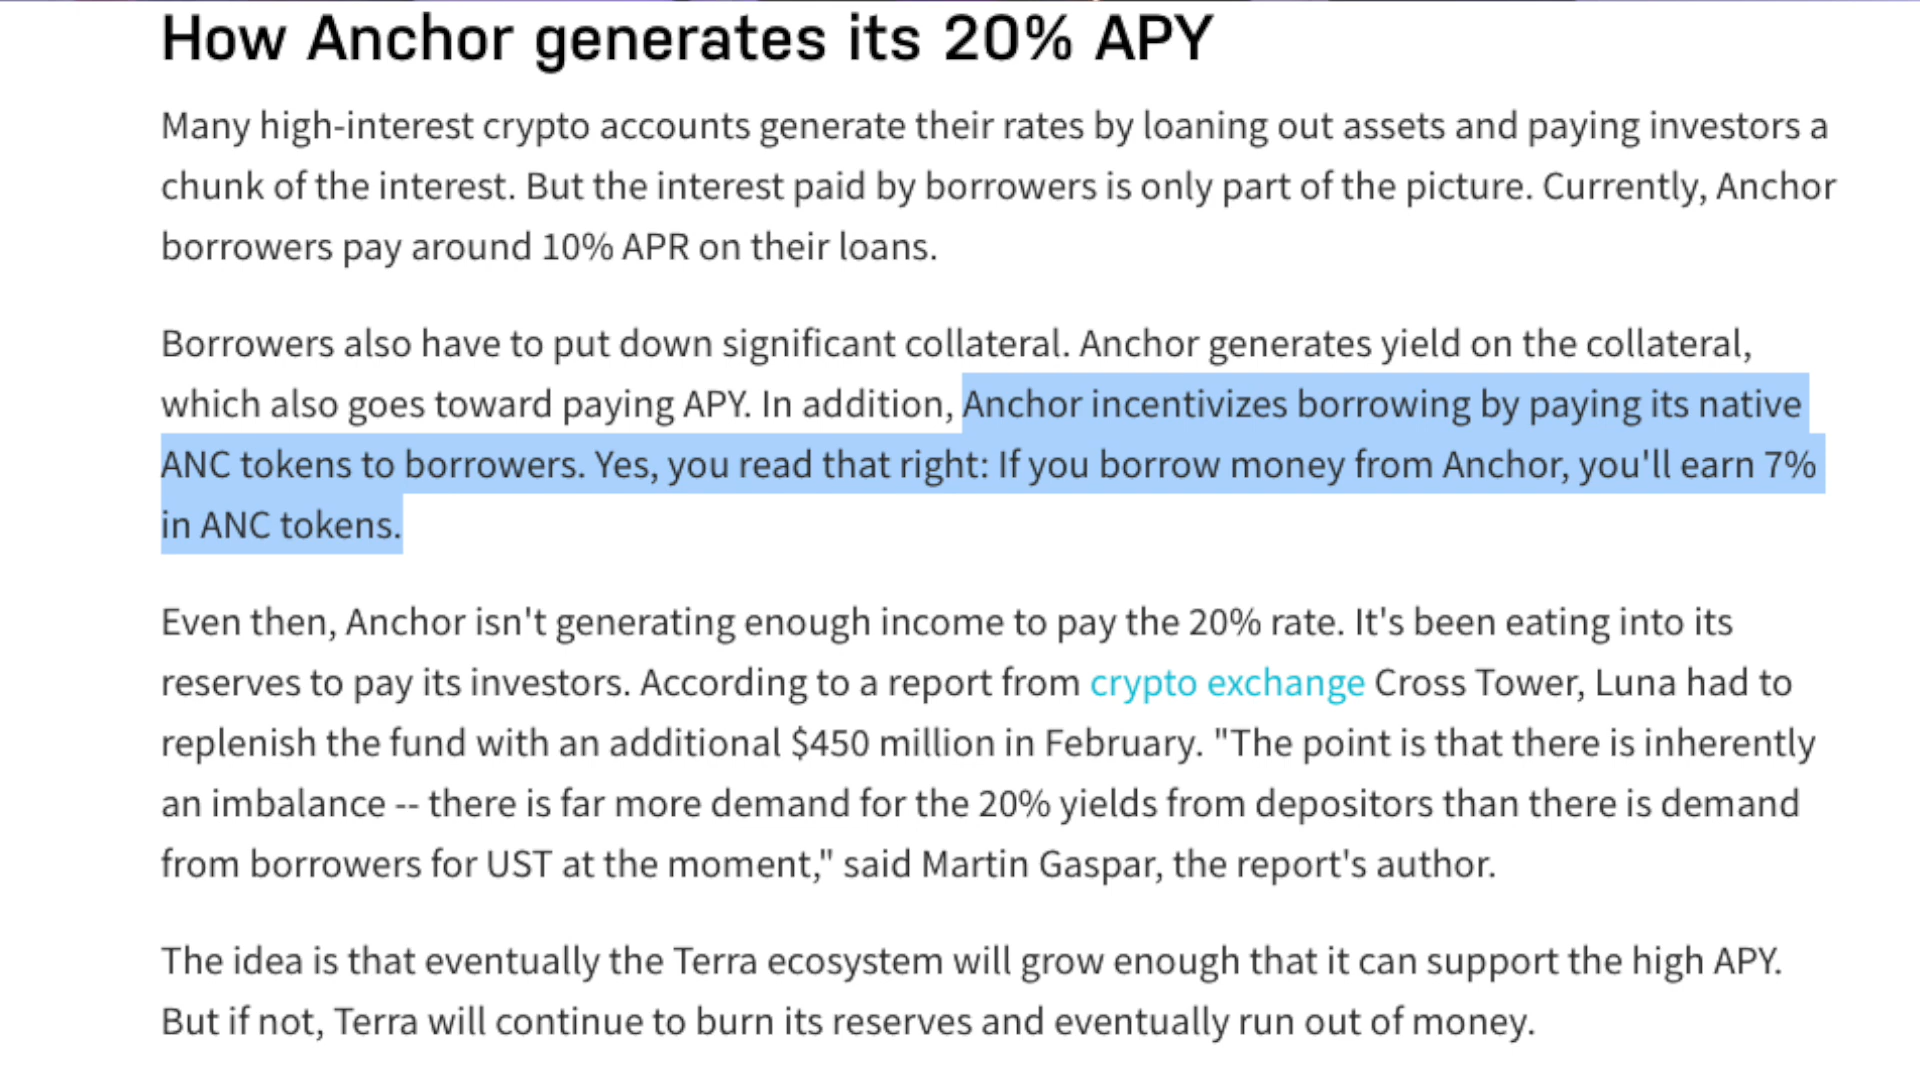 How Anchor generates its 20% APY
Many high-interest crypto accounts generate their rates by loaning out assets and paying investors a
chunk of the interest. But the interest paid by borrowers is only part of the picture. Currently, Anchor
borrowers pay around 10% APR on their loans.
Borrowers also have to put down significant collateral. Anchor generates yield on the collateral,
which also goes toward paying APY. In addition, Anchor incentivizes borrowing by paying its native
ANC tokens to borrowers. Yes, you read that right: If you borrow money from Anchor, you'll earn 7%
in ANC tokens.
Even then, Anchor isn't generating enough income to pay the 20% rate. It's been eating into its
reserves to pay its investors. According to a report from crypto exchange Cross Tower, Luna had to
replenish the fund with an additional $450 million in February. "The point is that there is inherently
an imbalance -- there is far more demand for the 20% yields from depositors than there is demand
from borrowers for UST at the moment," said Martin Gaspar, the report's author.
The idea is that eventually the Terra ecosystem will grow enough that it can support the high APY.
But if not, Terra will continue to burn its reserves and eventually run out of money.